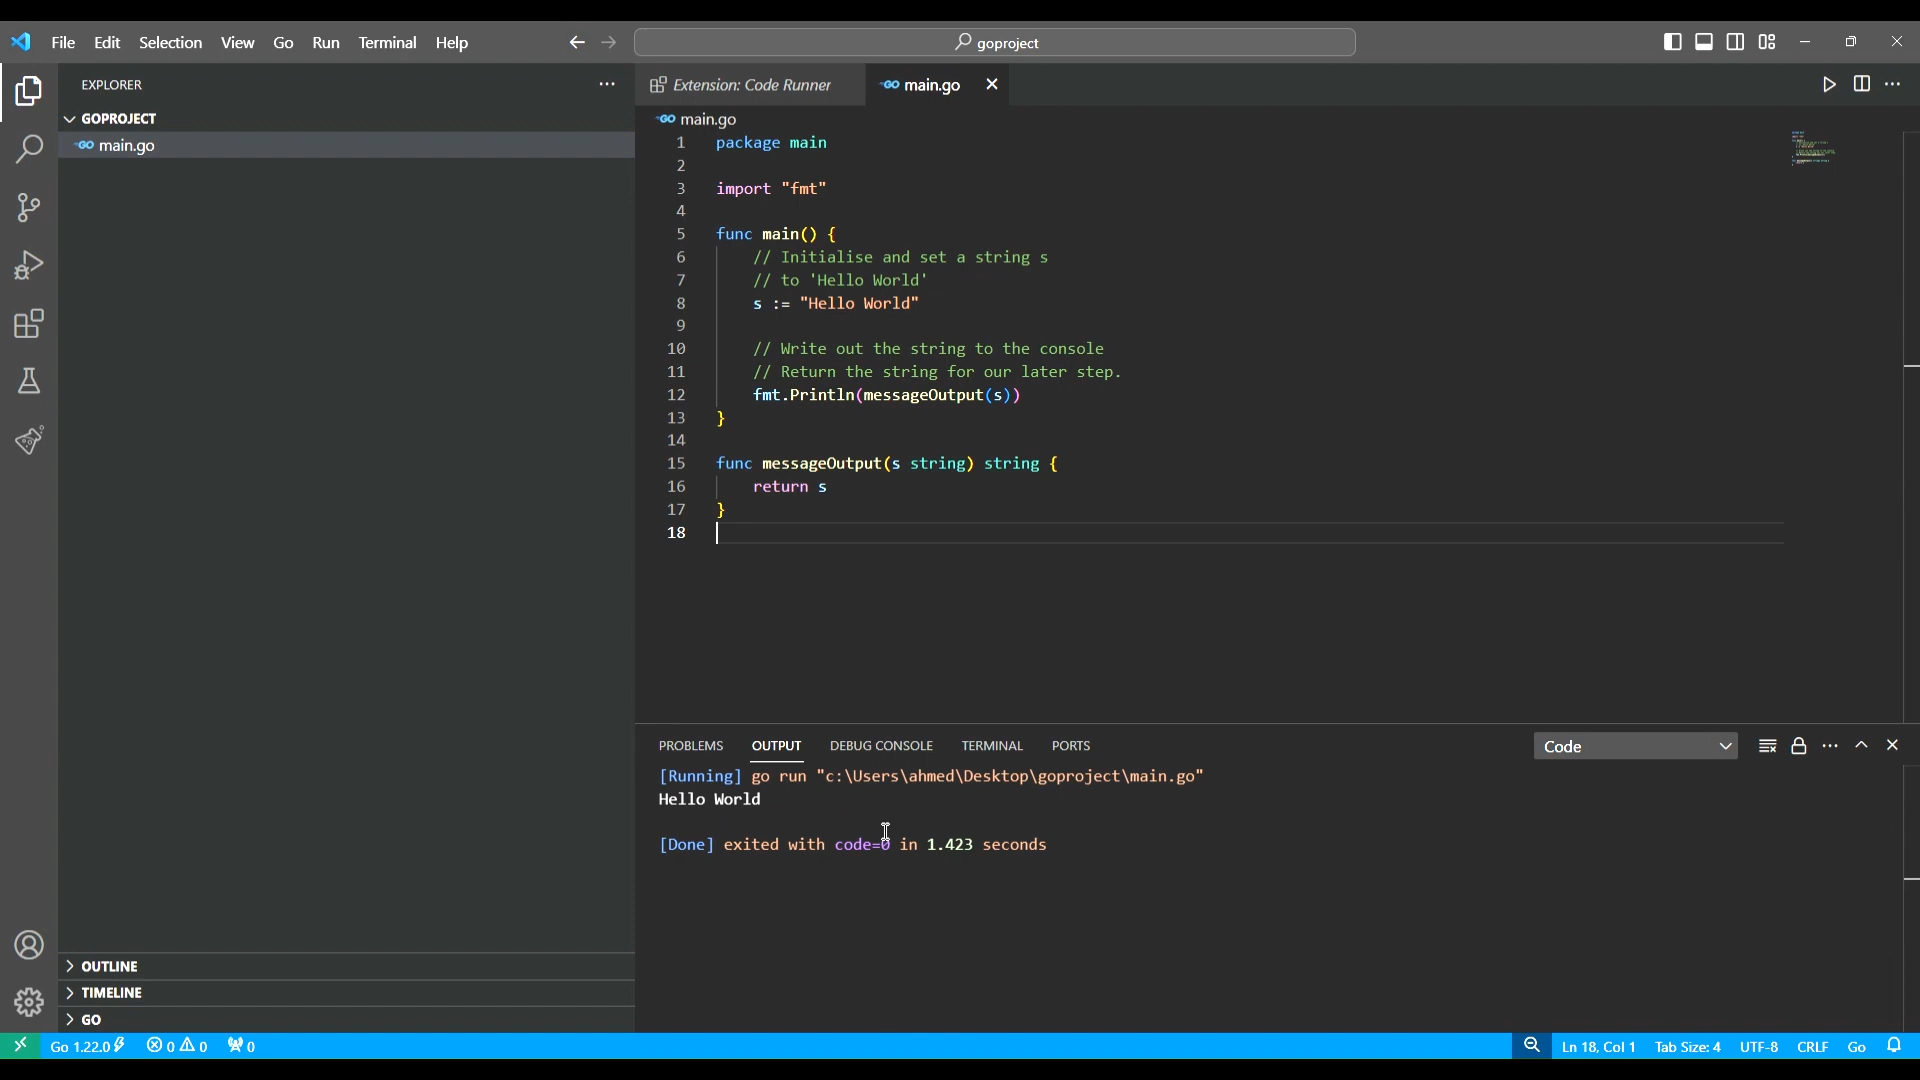 File Edit Selection View Go Run Terminal Help
goproject
EXPLORER
GOPROJECT
GO main.go
OUTLINE
TIMELINE
GO
Extension: Code Runner
GO main.go
GO main.go
1 package main
2
3 import "fmt"
4
5 func main() {
6 // Initialise and set a string s
7 // to 'Hello World'
8 s := "Hello World"
9
10 // Write out the string to the console
11 // Return the string for our later step.
12 fmt.Println(messageOutput(s))
13 }
14
15 func messageOutput(s string) string {
16 return s
17 }
18
PROBLEMS OUTPUT DEBUG CONSOLE TERMINAL PORTS
Code
[Running] go run "c:\Users\ahmed\Desktop\goproject\main.go"
Hello World
[Done] exited with code=0 in 1.423 seconds
Go 1.22.0 0 0 0
Ln 18, Col 1 Tab Size: 4 UTF-8 CRLF Go